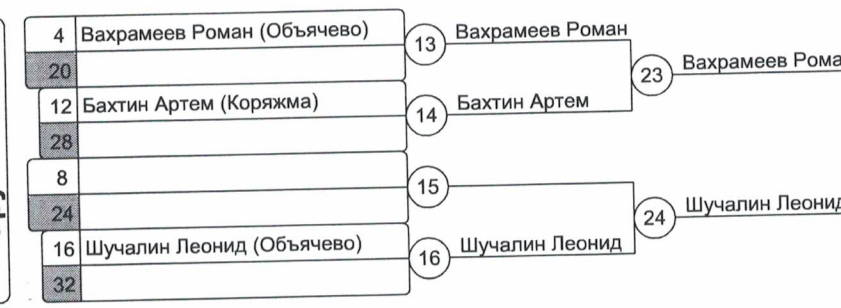 4 Вахрамеев Роман (Объячево)
13 Вахрамеев Роман
20
23 Вахрамеев Рома
12 Бахтин Артем (Коряжма)
14 Бахтин Артем
28
8
15
24
24 Шучалин Леонид
16 Шучалин Леонид (Объячево)
16 Шучалин Леонид
32